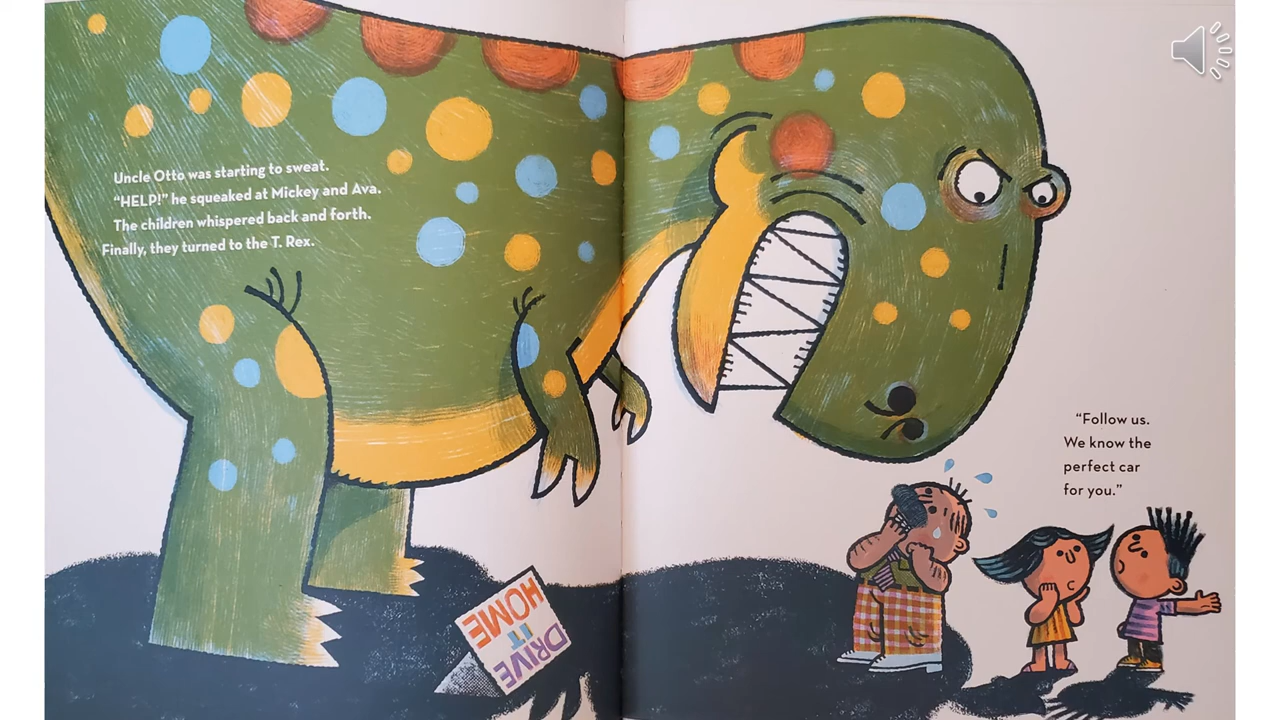 Uncle Otto was starting to sweat.
“HELP!” he squeaked at Mickey and Ava.
The children whispered back and forth.
Finally, they turned to the T. Rex.
“Follow us.
We know the
perfect car
for you.”
DRIVE
IT
HOME